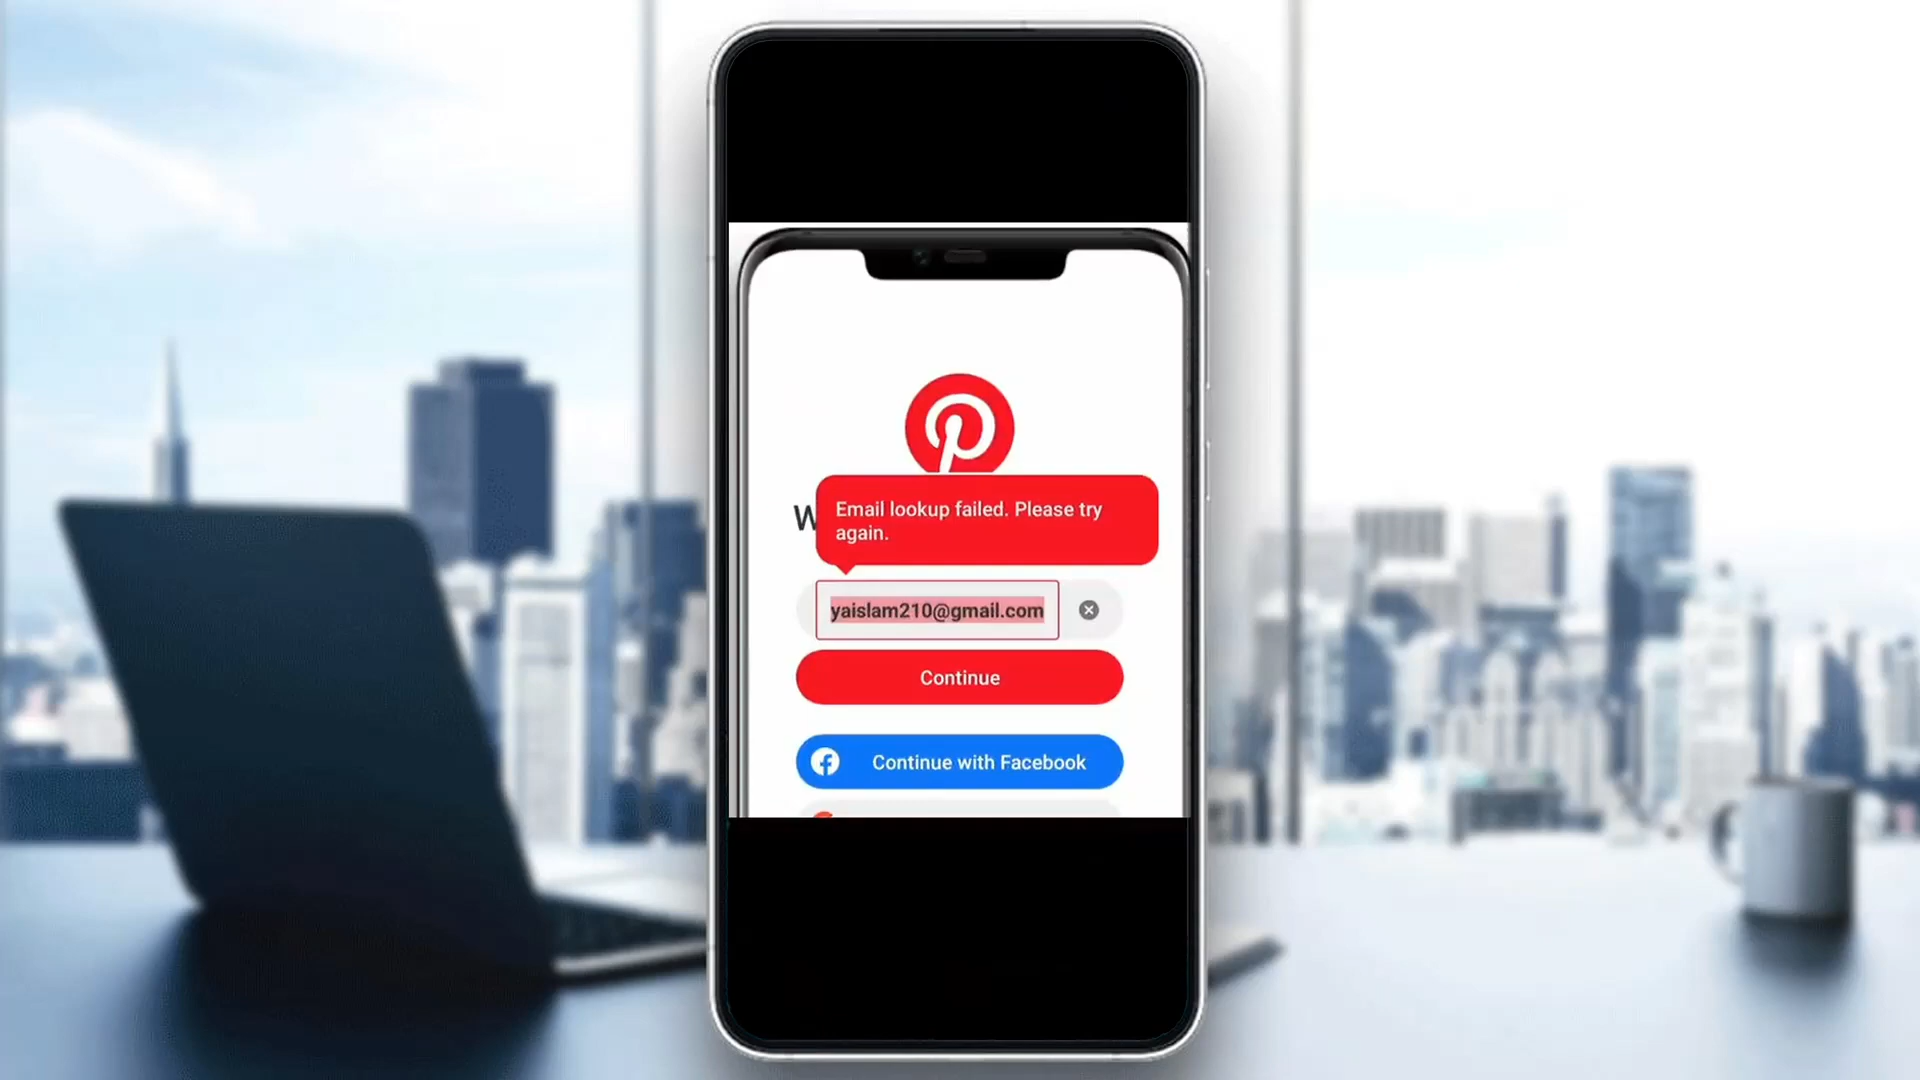 W
Email lookup failed. Please try
again.
yaislam210@gmail.com
Continue
Continue with Facebook